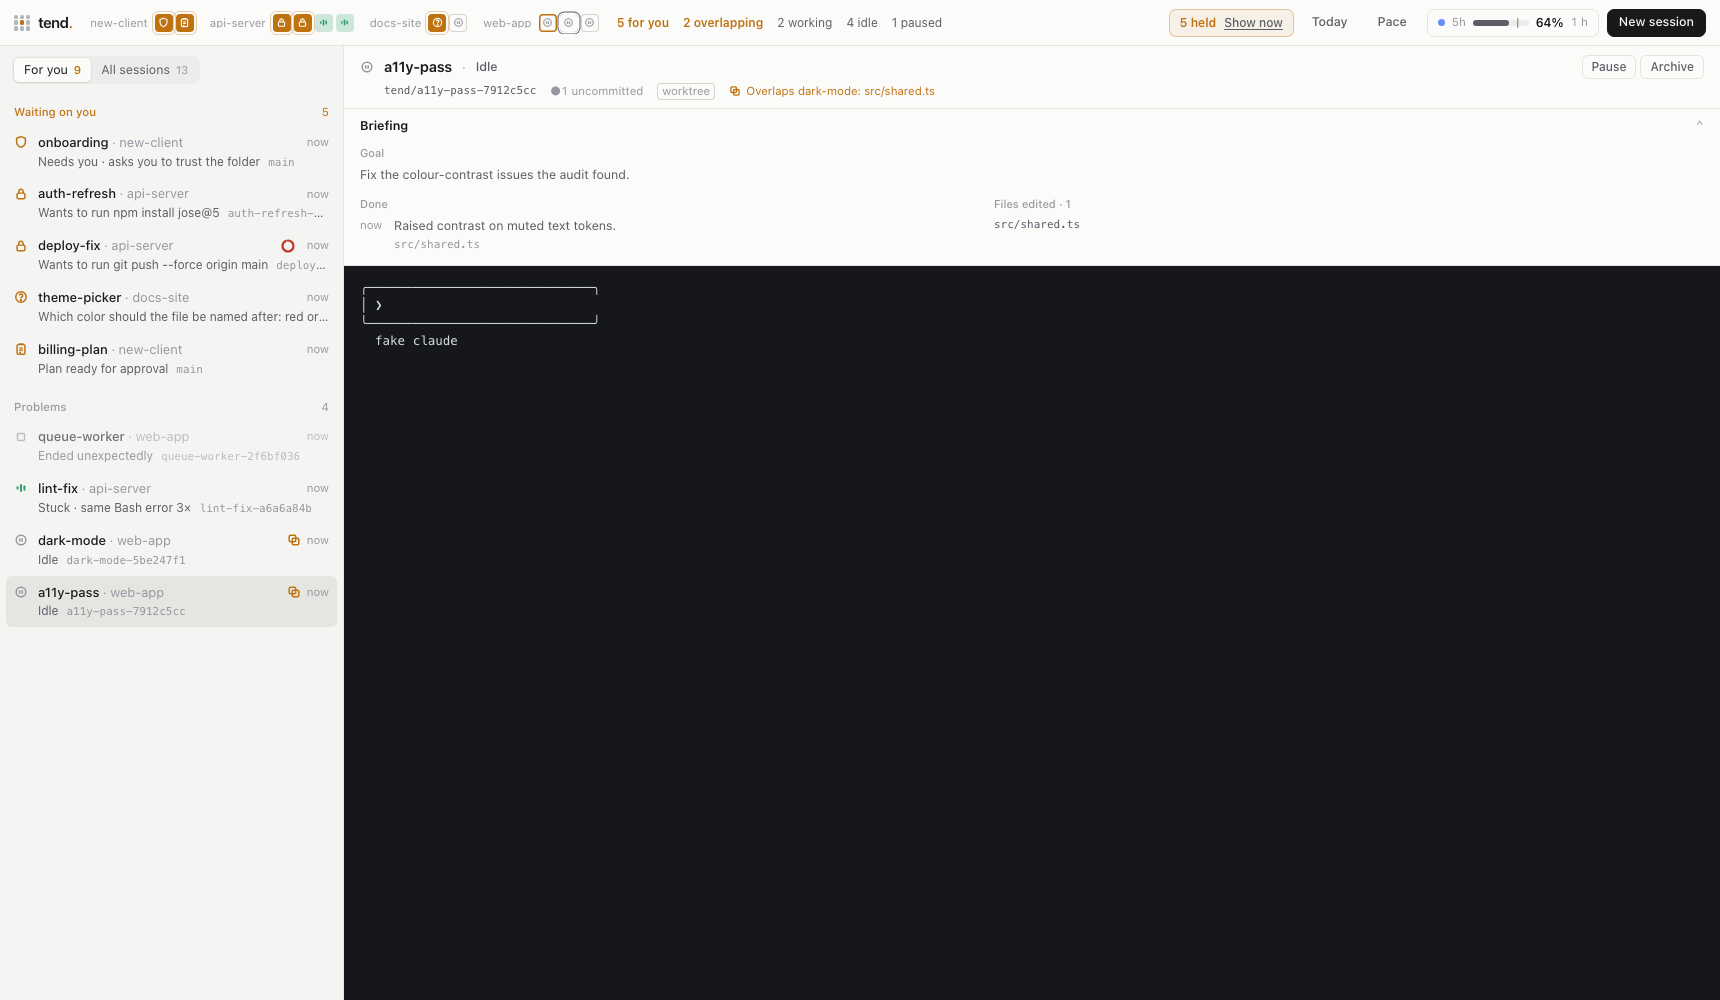 tend. new-client api-server docs-site web-app 5 for you 2 overlapping 2 working 4 idle 1 paused 5 held Show now Today Pace 5h 64% 1 h New session
For you 9 All sessions 13
Waiting on you 5
onboarding · new-client now
Needs you · asks you to trust the folder main
auth-refresh · api-server now
Wants to run npm install jose@5 auth-refresh-…
deploy-fix · api-server now
Wants to run git push --force origin main deploy…
theme-picker · docs-site now
Which color should the file be named after: red or…
billing-plan · new-client now
Plan ready for approval main
Problems 4
queue-worker · web-app now
Ended unexpectedly queue-worker-2f6bf036
lint-fix · api-server now
Stuck · same Bash error 3× lint-fix-a6a6a84b
dark-mode · web-app now
Idle dark-mode-5be247f1
a11y-pass · web-app now
Idle a11y-pass-7912c5cc
a11y-pass · Idle Pause Archive
tend/a11y-pass-7912c5cc 1 uncommitted worktree Overlaps dark-mode: src/shared.ts
Briefing
Goal
Fix the colour-contrast issues the audit found.
Done
now Raised contrast on muted text tokens.
src/shared.ts
Files edited · 1
src/shared.ts
❯
fake claude